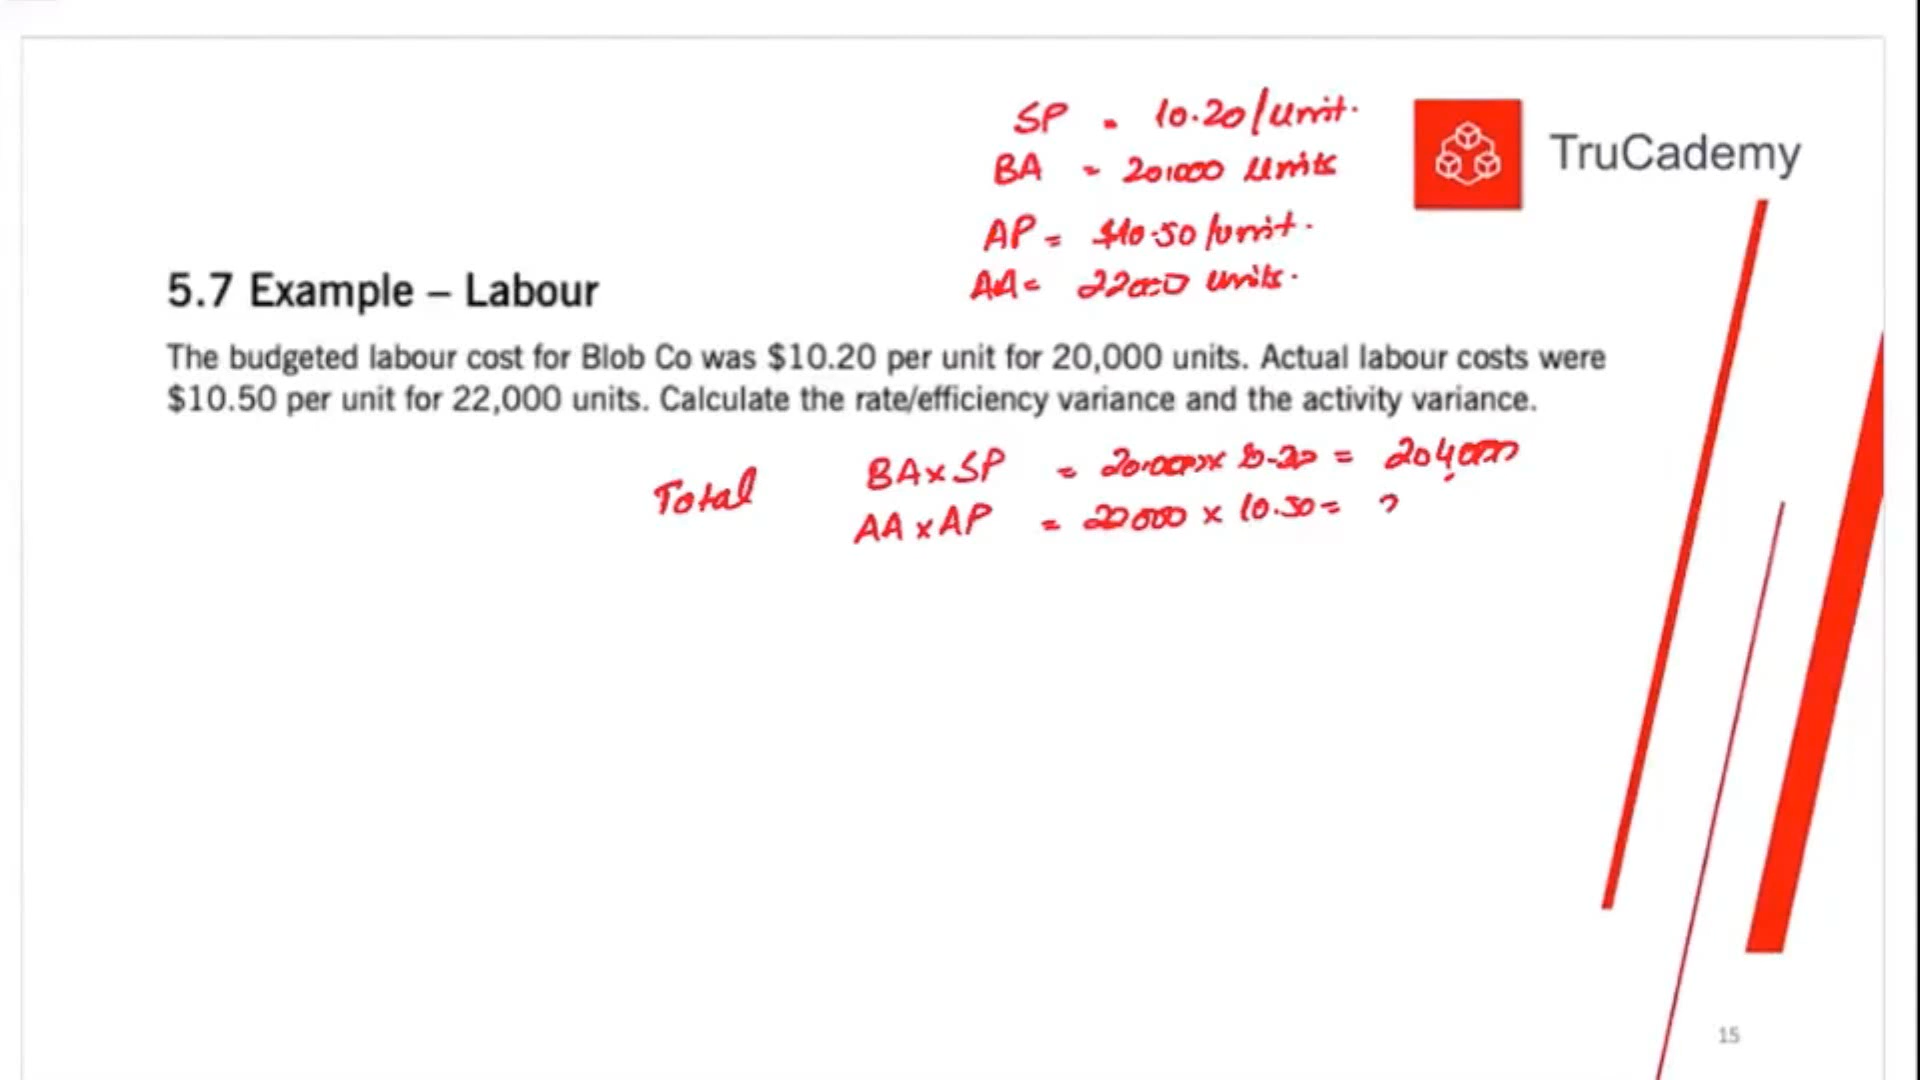 SP = 10.20/unit.
BA = 20,000 units
TruCademy
AP = $10.50/unit.
AA = 22000 units.
5.7 Example – Labour
The budgeted labour cost for Blob Co was $10.20 per unit for 20,000 units. Actual labour costs were
$10.50 per unit for 22,000 units. Calculate the rate/efficiency variance and the activity variance.
Total
BA x SP = 20,000 x 10.20 = 204,000
AA x AP = 22000 x 10.50 =
15